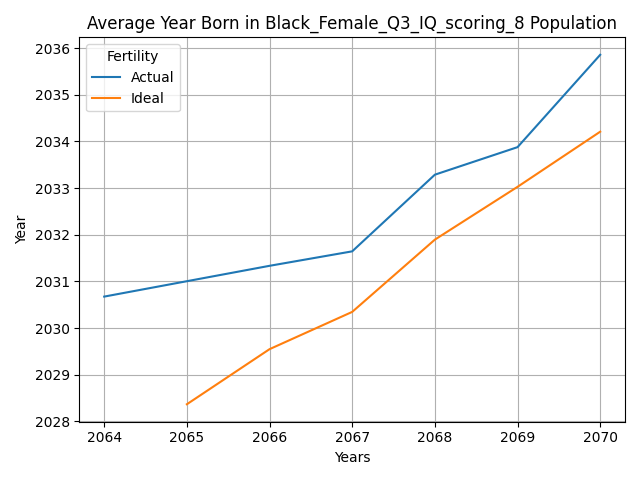 Average Year Born in Black_Female_Q3_IQ_scoring_8 Population
Fertility
Actual
Ideal
2036
2035
2034
2033
2032
2031
2030
2029
2028
Year
2064 2065 2066 2067 2068 2069 2070
Years